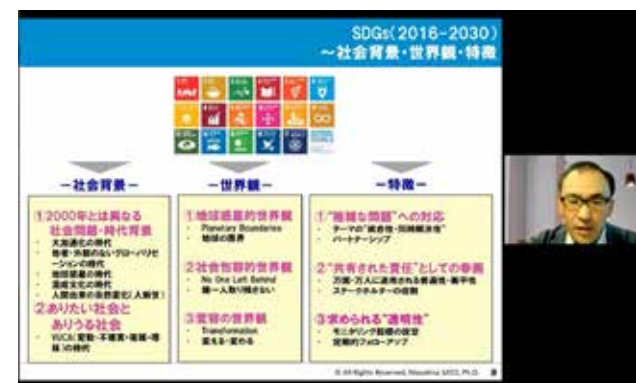 SDGs(2016-2030)
～社会背景・世界観・特徴
－社会背景－
①2000年とは異なる
社会問題・時代背景
・ 大加速化の時代
・ 他者・外部のないグローバリゼ
ーションの時代
・ 地球惑星の時代
・ 混成文化の時代
・ 人間由来の自然変化(人新世)
②ありたい社会と
ありうる社会
・ VUCA(変動・不確実・複雑・曖
昧)の時代
－世界観－
①地球惑星的世界観
・ Planetary Boundaries
・ 地球の限界
②社会包容的世界観
・ No One Left Behind
・ 誰一人取り残さない
③変容の世界観
・ Transformation
・ 変える・変わる
－特徴－
①"複雑な問題"への対応
・ テーマの"統合性・同時解決性"
・ パートナーシップ
②"共有された責任"としての参画
・ 万国・万人に適用される普遍性・衡平性
・ ステークホルダーの役割
③求められる"透明性"
・ モニタリング指標の設定
・ 定期的フォローアップ
© All Rights Reserved, Masahisa SATO, Ph.D.